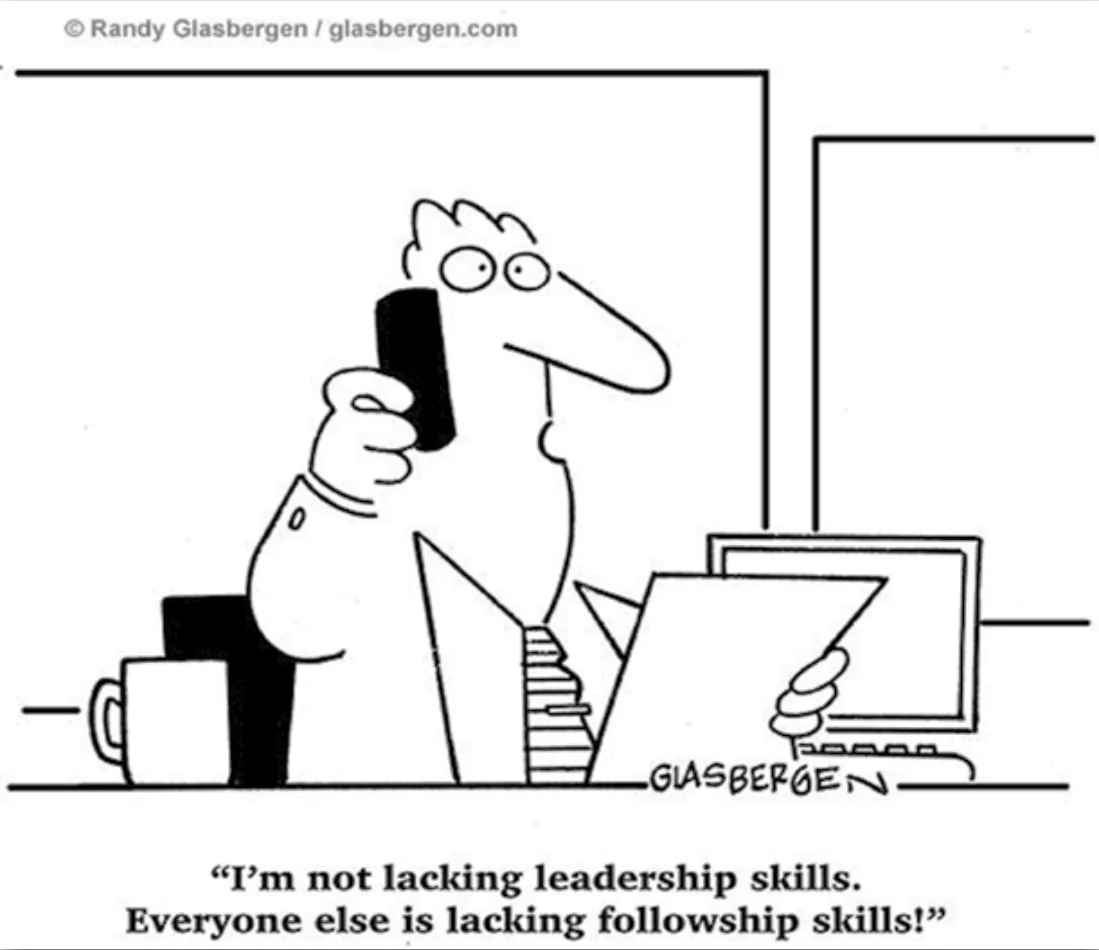 © Randy Glasbergen / glasbergen.com
GLASBERGEN
“I’m not lacking leadership skills.
Everyone else is lacking followship skills!”